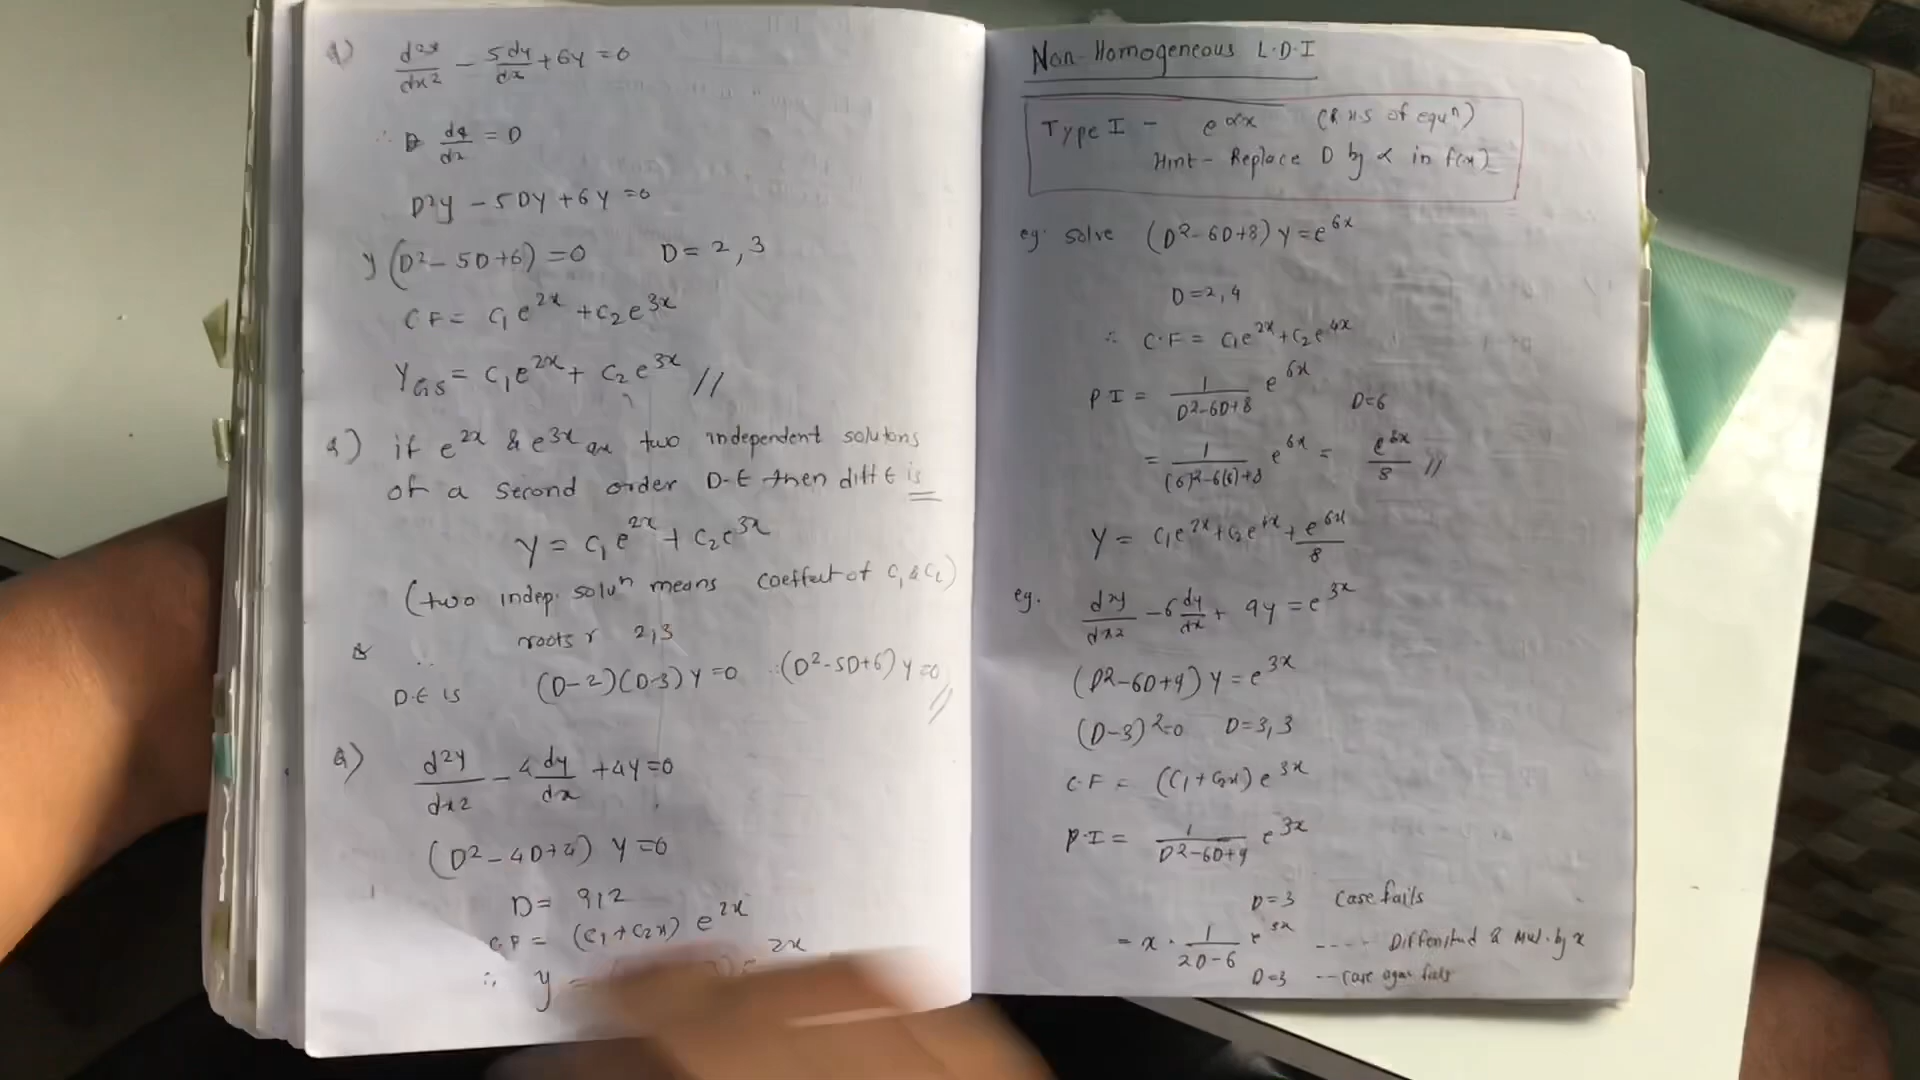 Q) d²y/dx² - 5dy/dx + 6y = 0
∴ dy/dx = D
D²y - 5Dy + 6y = 0
y (D² - 5D + 6) = 0 D = 2, 3
CF = c₁e^2x + c₂e^3x
Y_GS = c₁e^2x + c₂e^3x //
Q) if e^2x & e^3x are two independent solutons
of a second order D-E then diff E is
Y = c₁e^2x + c₂e^3x
(two indep. soluⁿ means coeffect of c₁ & c₂)
∴ roots r 2,3
D.E is (D-2)(D-3)Y=0 ∴(D²-5D+6)Y=0 //
Q) d²y/dx² - 4dy/dx + 4y = 0
(D² - 4D + 4) Y = 0
D = 2,2
CF = (c₁+c₂x) e^2x
∴ y = 2x
Non-Homogeneous L.D.I
Type I - e^αx (R.H.S of equⁿ)
Hint - Replace D by α in f(x)
eg. solve (D²-6D+8) Y = e^6x
D=2,4
∴ C.F = c₁e^2x + c₂e^4x
P.I = 1/(D²-6D+8) e^6x D=6
= 1/((6)²-6(6)+8) e^6x = e^6x/8 //
Y = c₁e^2x + c₂e^4x + e^6x/8
eg. d²y/dx² - 6dy/dx + 9y = e^3x
(D²-6D+9) Y = e^3x
(D-3)²=0 D=3,3
C.F = (C₁+C₂x) e^3x
P.I = 1/(D²-6D+9) e^3x
D=3 case fails
= x . 1/(2D-6) e^3x ---- & Mul. by x
D=3 --case again fails